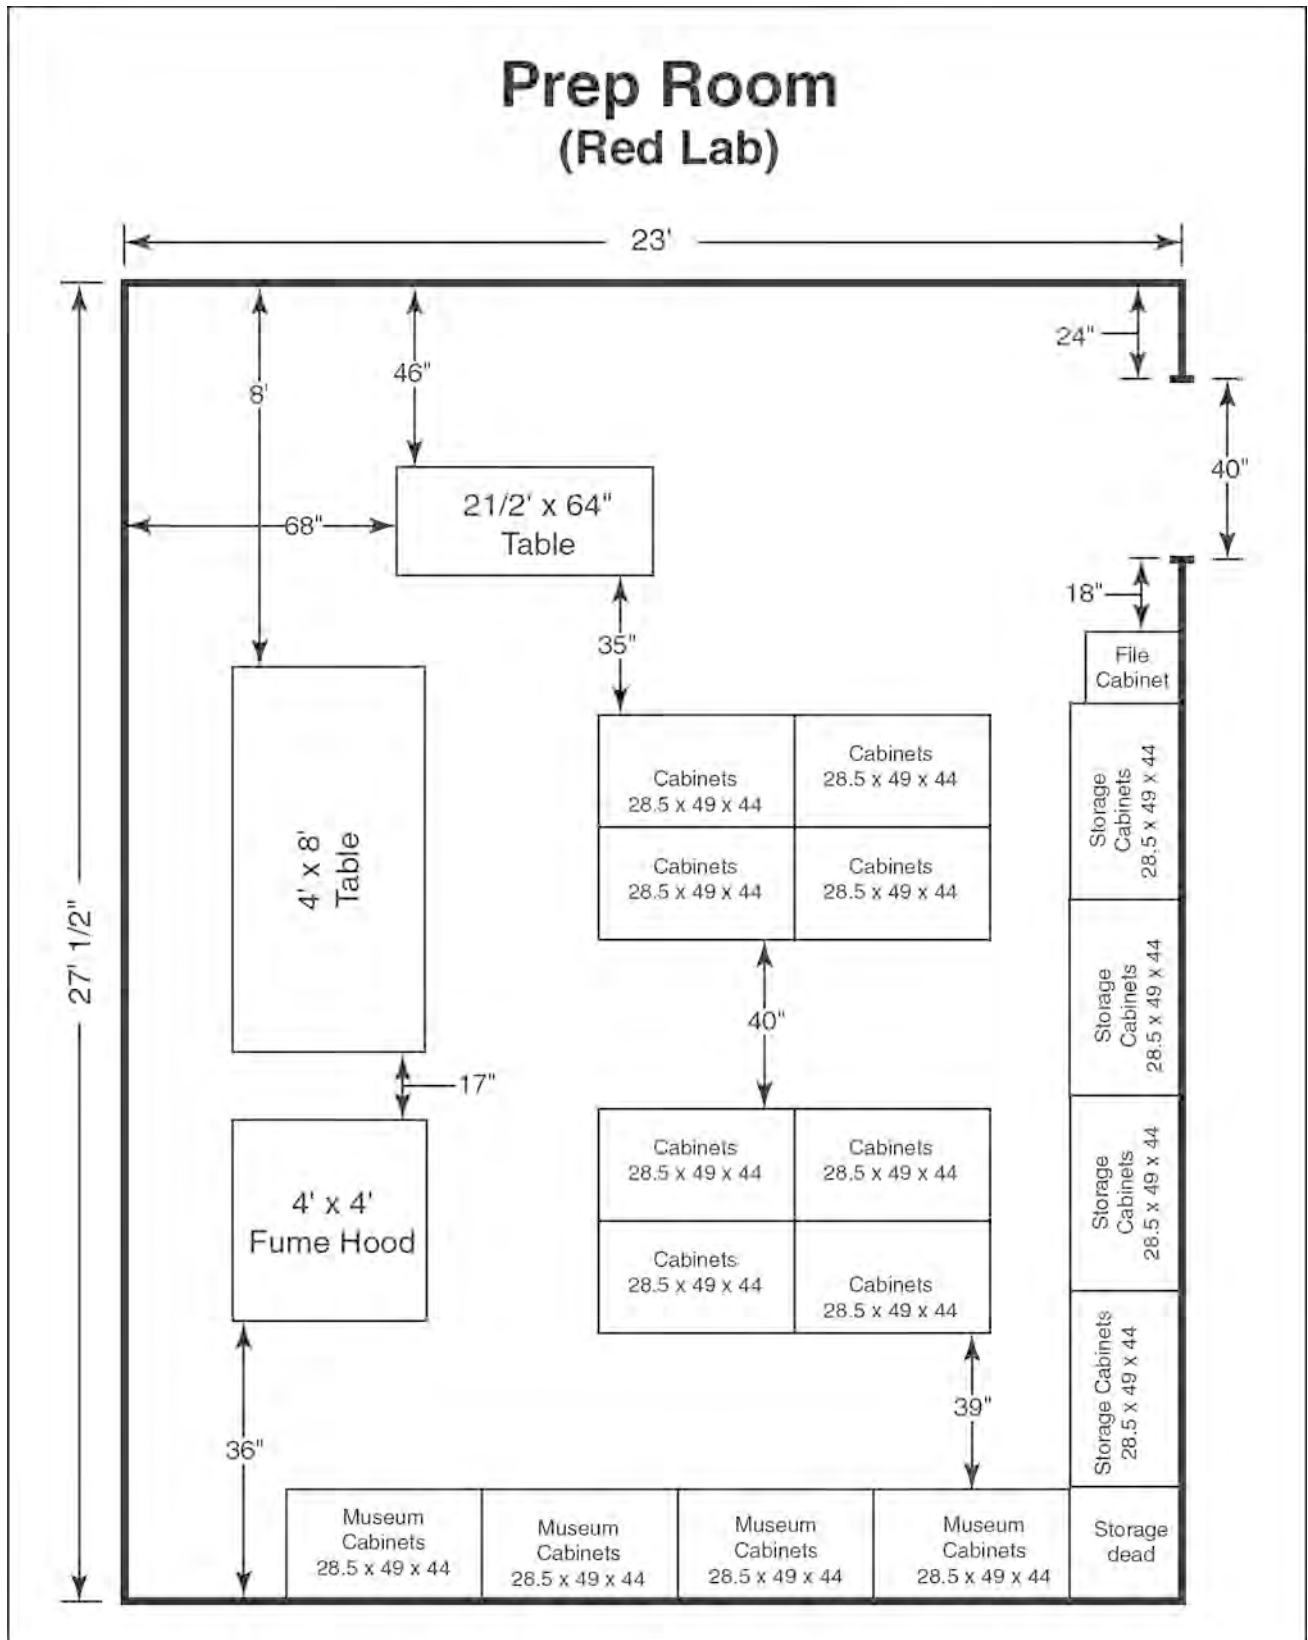 Prep Room
(Red Lab)
23'
24"
46"
8'
40"
21/2' x 64"
Table
68"
18"
35"
File
Cabinet
Cabinets
28.5 x 49 x 44
Cabinets
28.5 x 49 x 44
Storage
Cabinets
28.5 x 49 x 44
4' x 8'
Table
Cabinets
28.5 x 49 x 44
Cabinets
28.5 x 49 x 44
27' 1/2"
Storage
Cabinets
28.5 x 49 x 44
40"
17"
Cabinets
28.5 x 49 x 44
Cabinets
28.5 x 49 x 44
Storage
Cabinets
28.5 x 49 x 44
4' x 4'
Fume Hood
Cabinets
28.5 x 49 x 44
Cabinets
28.5 x 49 x 44
Storage Cabinets
28.5 x 49 x 44
39"
36"
Museum
Cabinets
28.5 x 49 x 44
Museum
Cabinets
28.5 x 49 x 44
Museum
Cabinets
28.5 x 49 x 44
Museum
Cabinets
28.5 x 49 x 44
Storage
dead